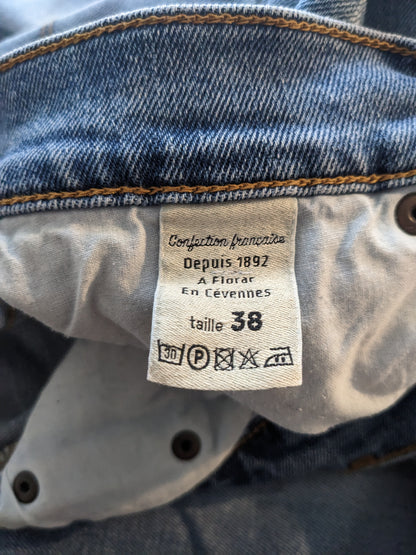 Confection française
Depuis 1892
A Florac
En Cévennes
taille 38
30 P